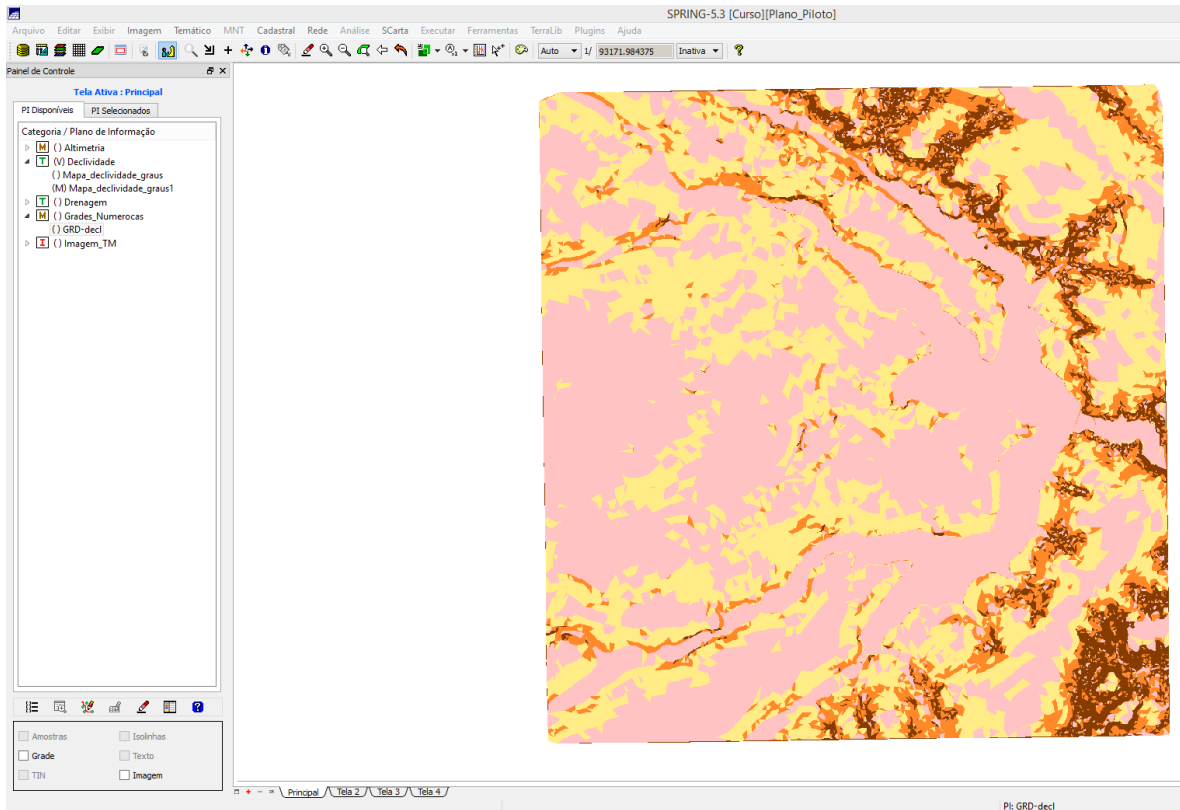 SPRING-5.3 [Curso][Plano_Piloto]
Arquivo Editar Exibir Imagem Temático MNT Cadastral Rede Análise SCarta Executar Ferramentas TerraLib Plugins Ajuda
Auto 1/ 93171.984375 Inativa
Painel de Controle
Tela Ativa : Principal
PI Disponíveis PI Selecionados
Categoria / Plano de Informação
M ( ) Altimetria
T (V) Declividade
( ) Mapa_declividade_graus
(M) Mapa_declividade_graus1
T ( ) Drenagem
M ( ) Grades_Numerocas
( ) GRD-decl
I ( ) Imagem_TM
Amostras Isolinhas
Grade Texto
TIN Imagem
Principal Tela 2 Tela 3 Tela 4
PI: GRD-decl